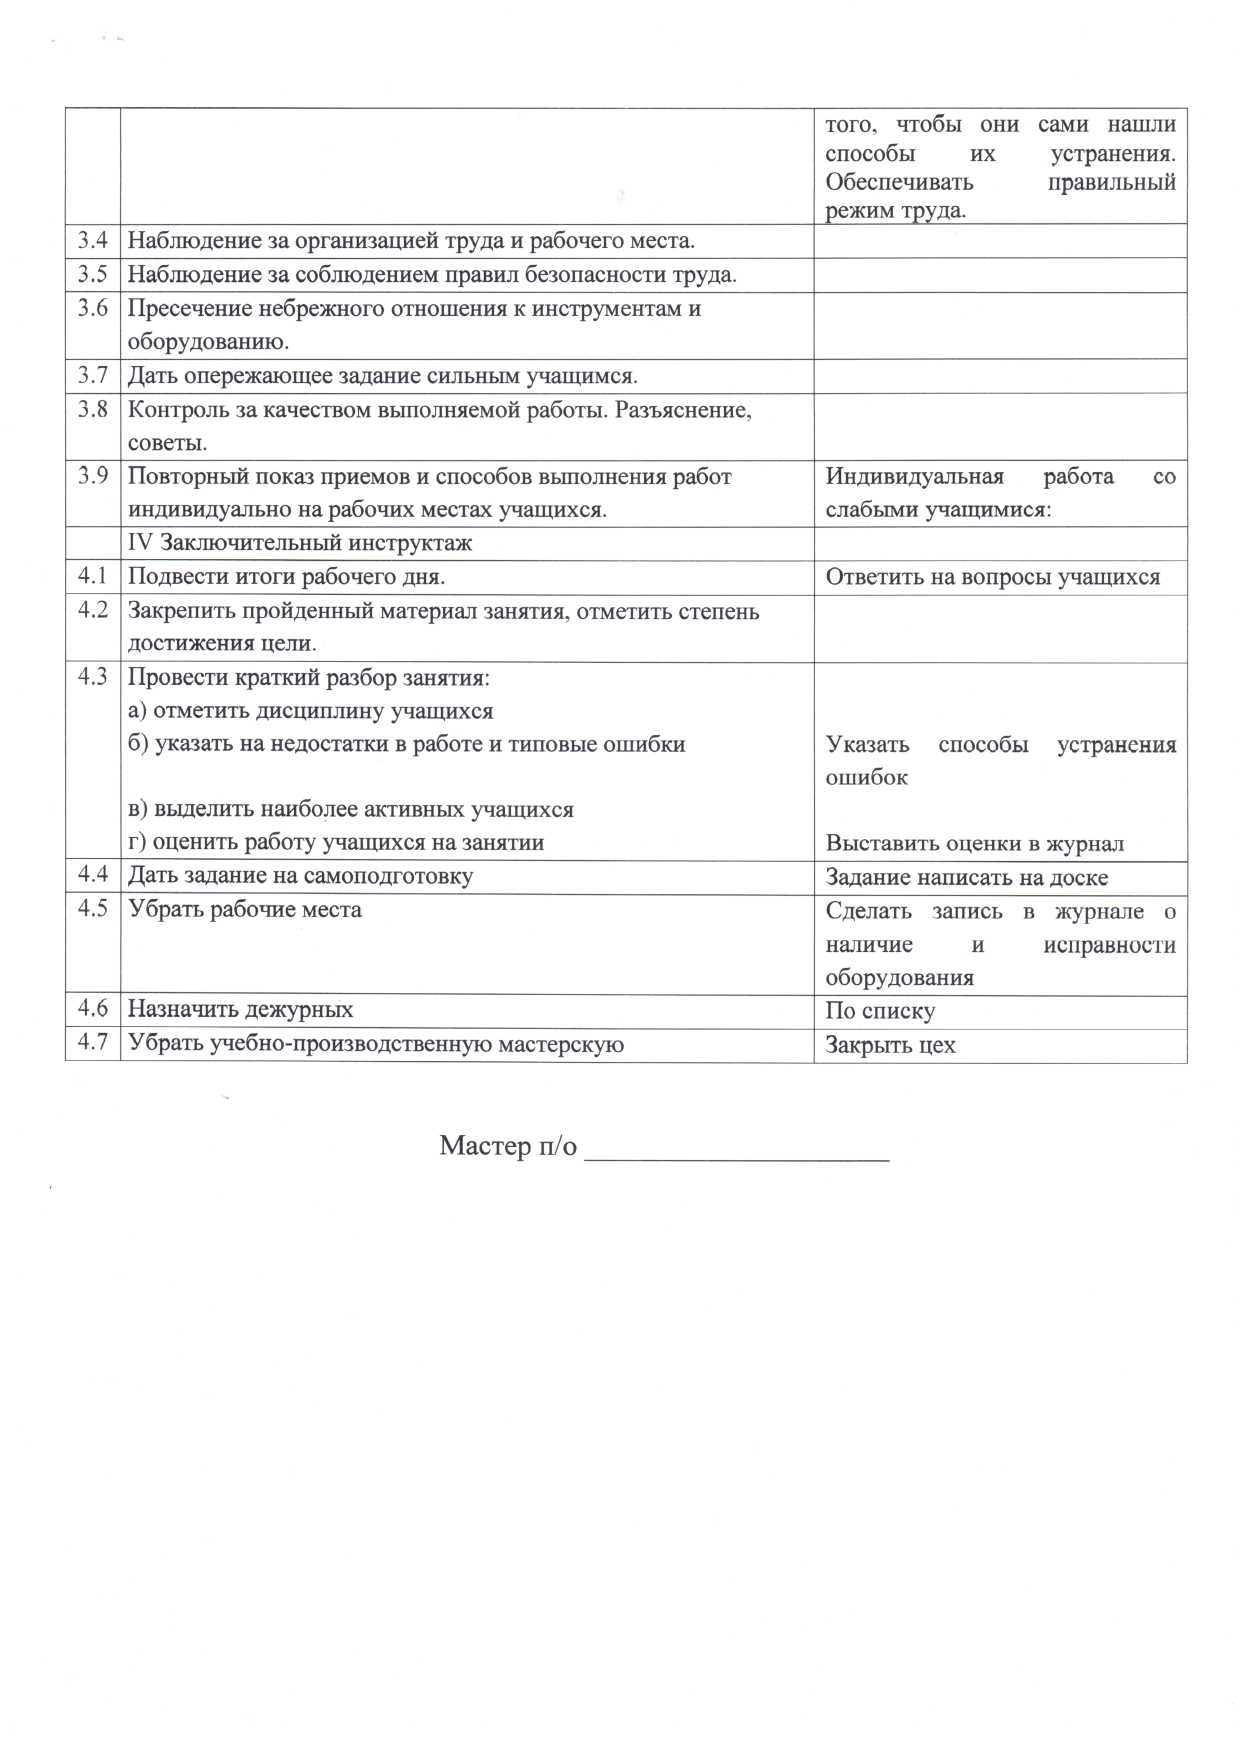 того, чтобы они сами нашли
способы их устранения.
Обеспечивать правильный
режим труда.
3.4 Наблюдение за организацией труда и рабочего места.
3.5 Наблюдение за соблюдением правил безопасности труда.
3.6 Пресечение небрежного отношения к инструментам и
оборудованию.
3.7 Дать опережающее задание сильным учащимся.
3.8 Контроль за качеством выполняемой работы. Разъяснение,
советы.
3.9 Повторный показ приемов и способов выполнения работ Индивидуальная работа со
индивидуально на рабочих местах учащихся. слабыми учащимися:
IV Заключительный инструктаж
4.1 Подвести итоги рабочего дня. Ответить на вопросы учащихся
4.2 Закрепить пройденный материал занятия, отметить степень
достижения цели.
4.3 Провести краткий разбор занятия:
а) отметить дисциплину учащихся
б) указать на недостатки в работе и типовые ошибки Указать способы устранения
ошибок
в) выделить наиболее активных учащихся
г) оценить работу учащихся на занятии Выставить оценки в журнал
4.4 Дать задание на самоподготовку Задание написать на доске
4.5 Убрать рабочие места Сделать запись в журнале о
наличие и исправности
оборудования
4.6 Назначить дежурных По списку
4.7 Убрать учебно-производственную мастерскую Закрыть цех
Мастер п/о ____________________